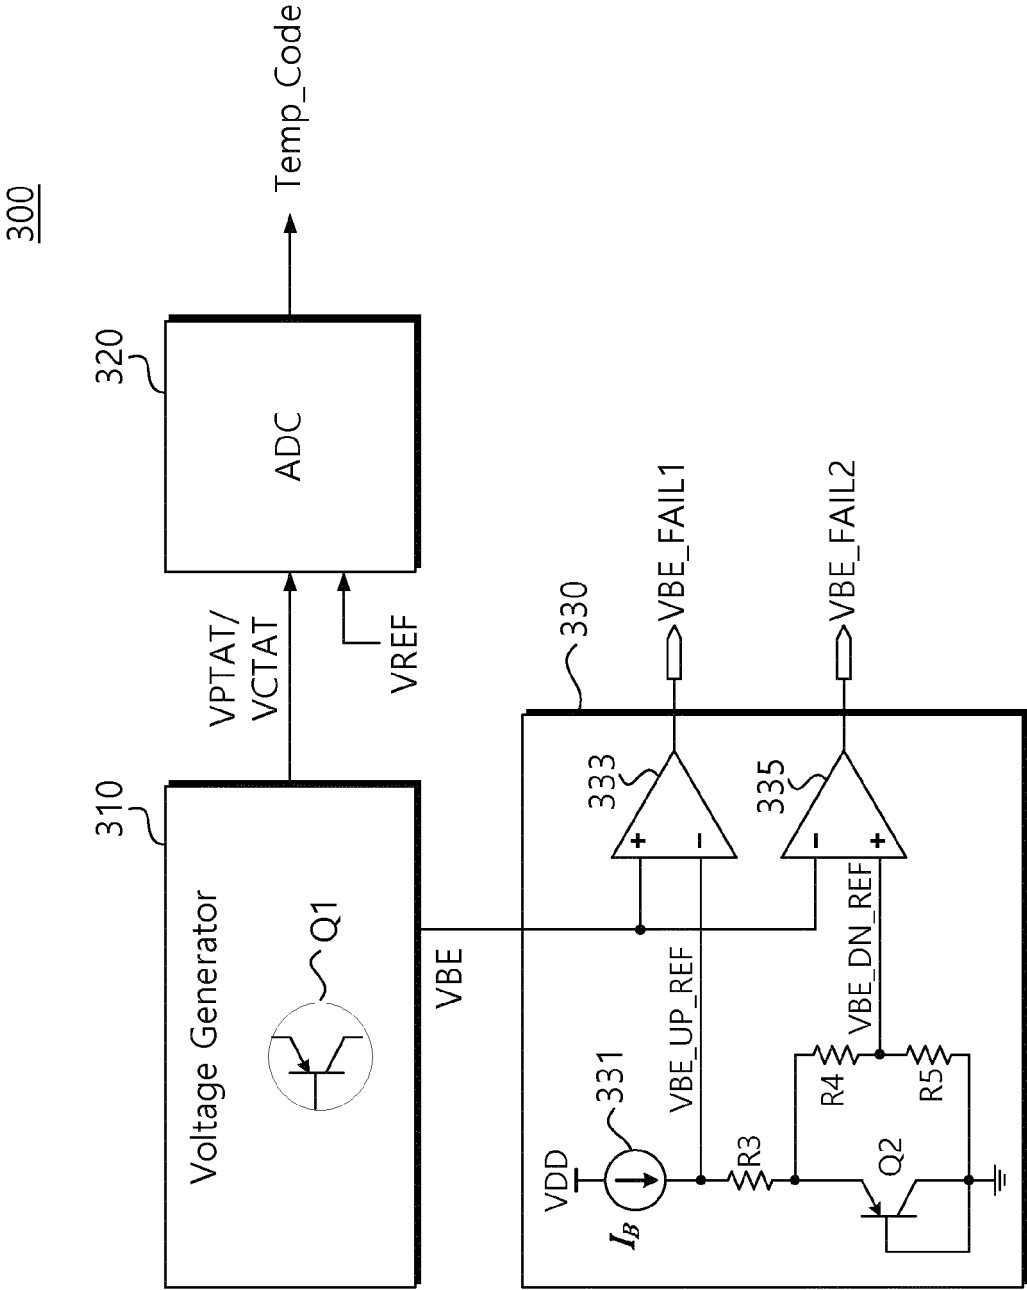 300
310
Voltage Generator
Q1
VPTAT/
VCTAT
VREF
320
ADC
Temp_Code
VBE
330
VDD
331
I_B
VBE_UP_REF
R3
R4
R5
Q2
VBE_DN_REF
333
+
−
335
−
+
VBE_FAIL1
VBE_FAIL2